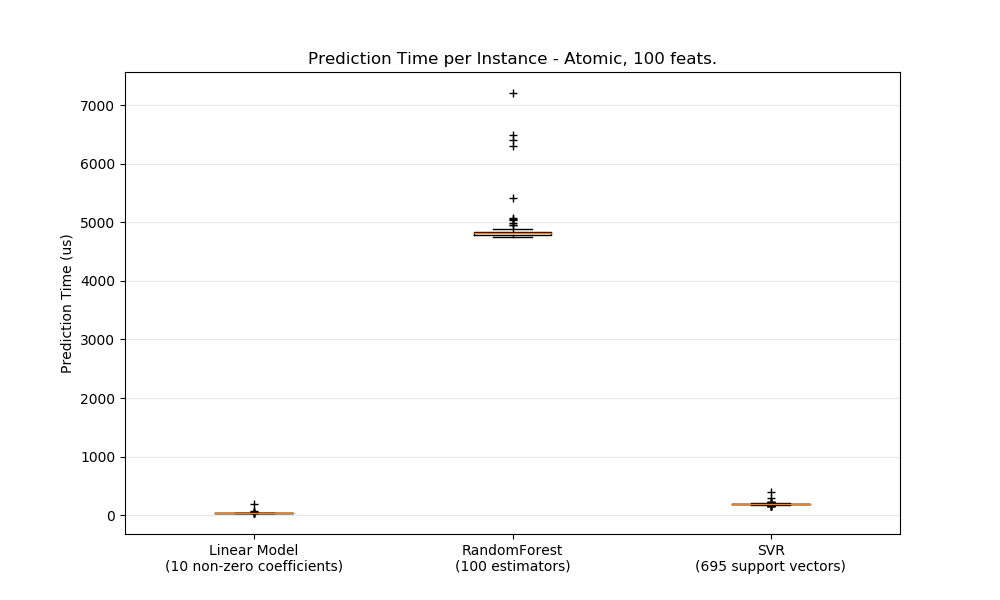 Prediction Time per Instance - Atomic, 100 feats.
Prediction Time (us)
7000
6000
5000
4000
3000
2000
1000
0
Linear Model
(10 non-zero coefficients)
RandomForest
(100 estimators)
SVR
(695 support vectors)